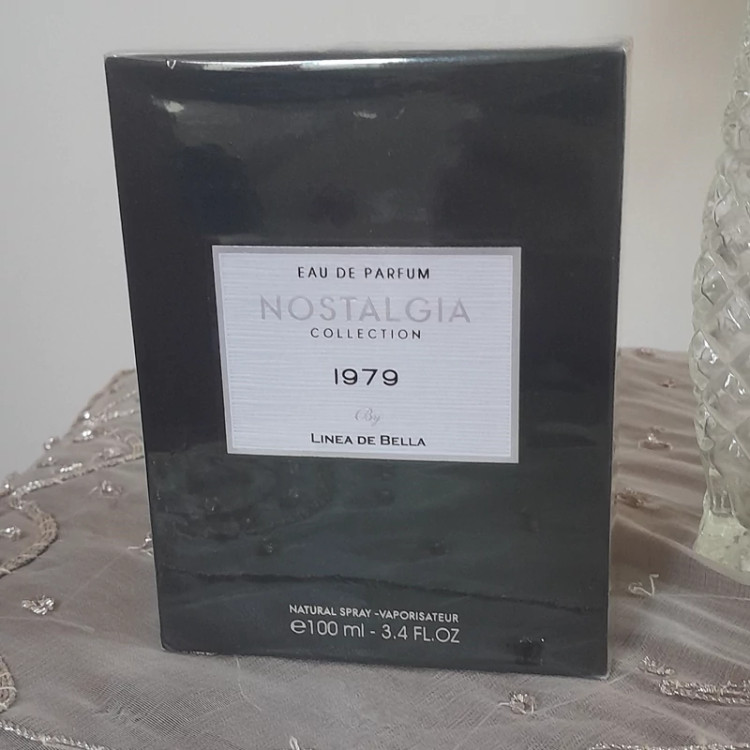 EAU DE PARFUM
NOSTALGIA
COLLECTION
1979
By
LINEA DE BELLA
NATURAL SPRAY -VAPORISATEUR
e100 ml - 3.4 FL.OZ